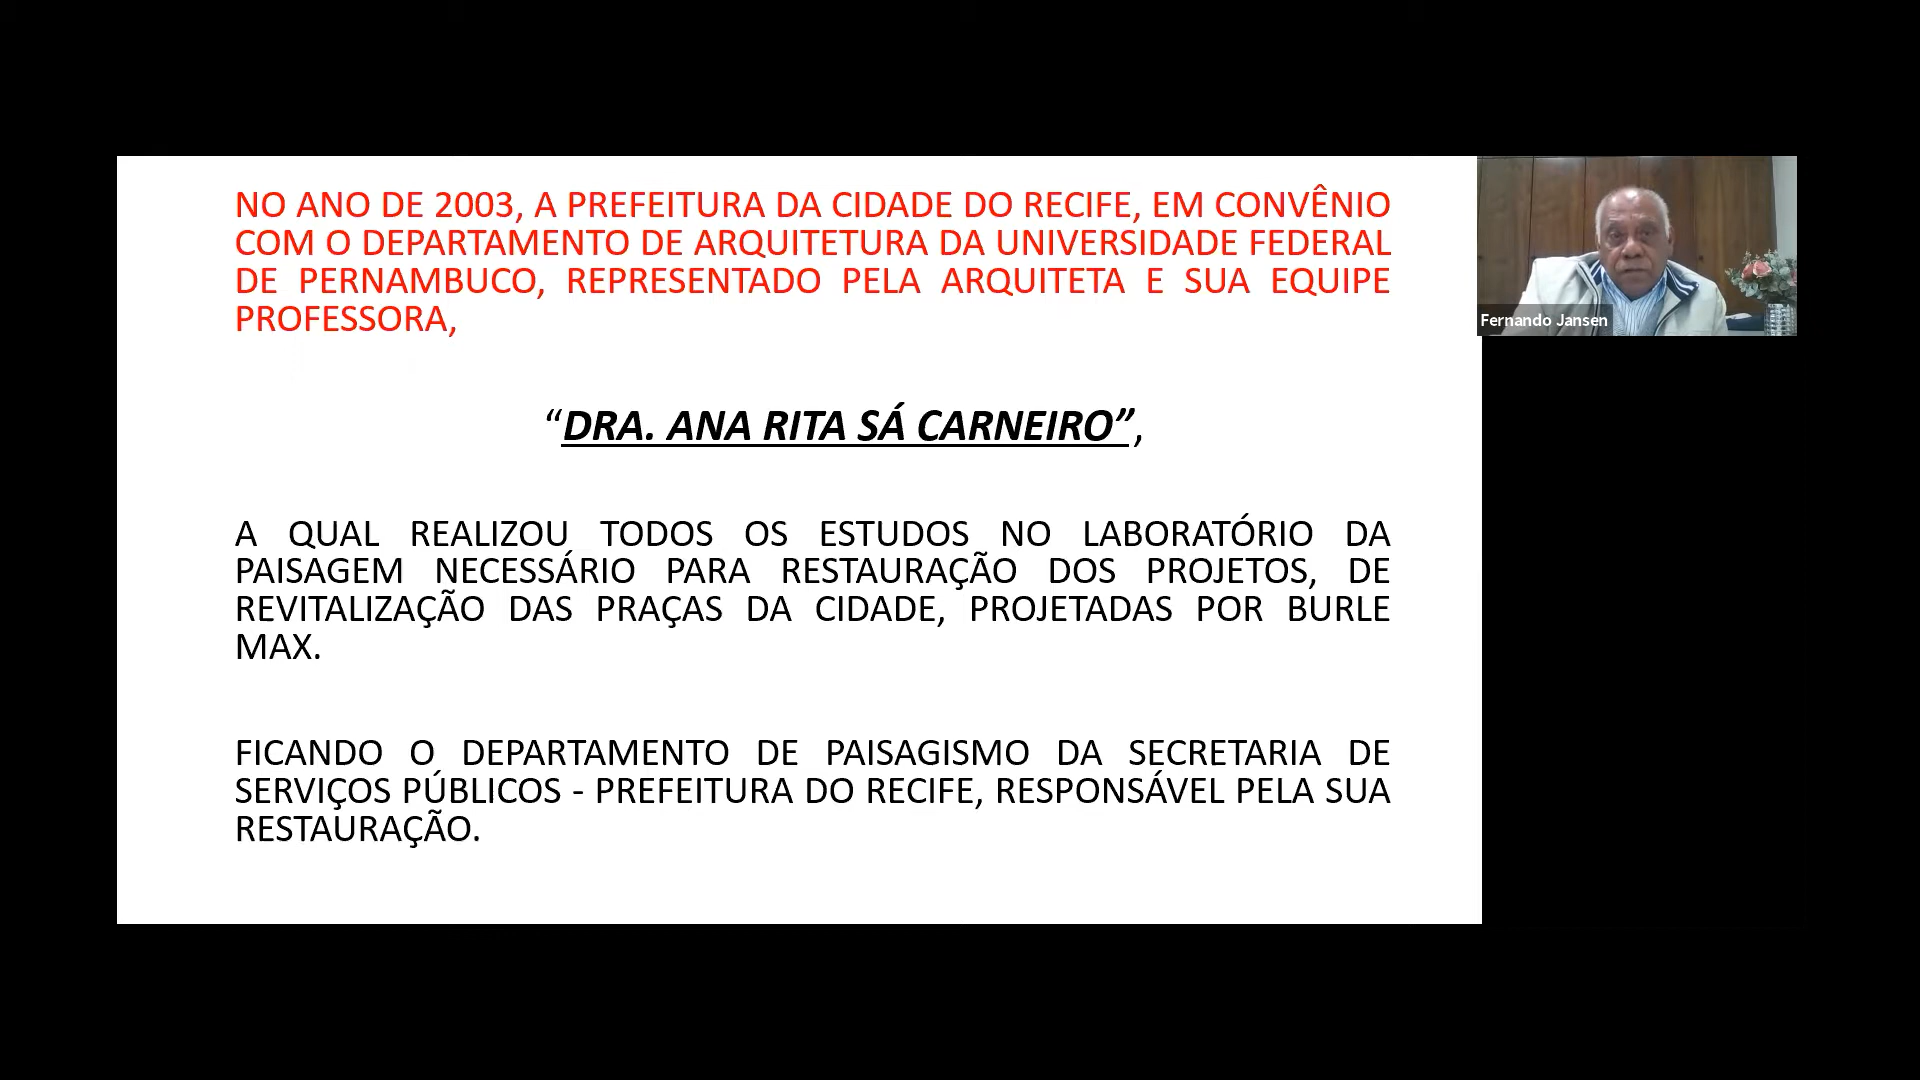 NO ANO DE 2003, A PREFEITURA DA CIDADE DO RECIFE, EM CONVÊNIO
COM O DEPARTAMENTO DE ARQUITETURA DA UNIVERSIDADE FEDERAL
DE PERNAMBUCO, REPRESENTADO PELA ARQUITETA E SUA EQUIPE
PROFESSORA,
“DRA. ANA RITA SÁ CARNEIRO”,
A QUAL REALIZOU TODOS OS ESTUDOS NO LABORATÓRIO DA
PAISAGEM NECESSÁRIO PARA RESTAURAÇÃO DOS PROJETOS, DE
REVITALIZAÇÃO DAS PRAÇAS DA CIDADE, PROJETADAS POR BURLE
MAX.
FICANDO O DEPARTAMENTO DE PAISAGISMO DA SECRETARIA DE
SERVIÇOS PÚBLICOS - PREFEITURA DO RECIFE, RESPONSÁVEL PELA SUA
RESTAURAÇÃO.
Fernando Jansen